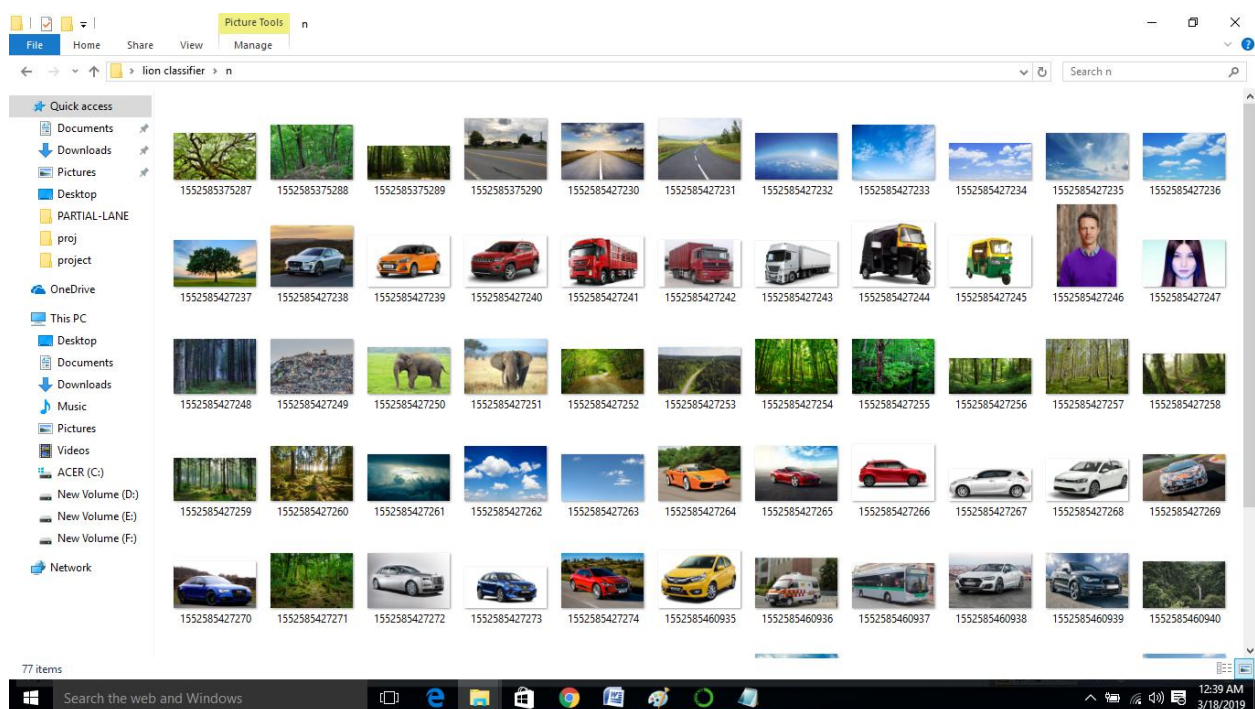 Picture Tools n
File Home Share View Manage
lion classifier > n Search n
Quick access
Documents
Downloads
Pictures
Desktop
PARTIAL-LANE
proj
project
OneDrive
This PC
Desktop
Documents
Downloads
Music
Pictures
Videos
ACER (C:)
New Volume (D:)
New Volume (E:)
New Volume (F:)
Network
1552585375287 1552585375288 1552585375289 1552585375290 1552585427230 1552585427231 1552585427232 1552585427233 1552585427234 1552585427235 1552585427236
1552585427237 1552585427238 1552585427239 1552585427240 1552585427241 1552585427242 1552585427243 1552585427244 1552585427245 1552585427246 1552585427247
1552585427248 1552585427249 1552585427250 1552585427251 1552585427252 1552585427253 1552585427254 1552585427255 1552585427256 1552585427257 1552585427258
1552585427259 1552585427260 1552585427261 1552585427262 1552585427263 1552585427264 1552585427265 1552585427266 1552585427267 1552585427268 1552585427269
1552585427270 1552585427271 1552585427272 1552585427273 1552585427274 1552585460935 1552585460936 1552585460937 1552585460938 1552585460939 1552585460940
77 items
Search the web and Windows
12:39 AM
3/18/2019